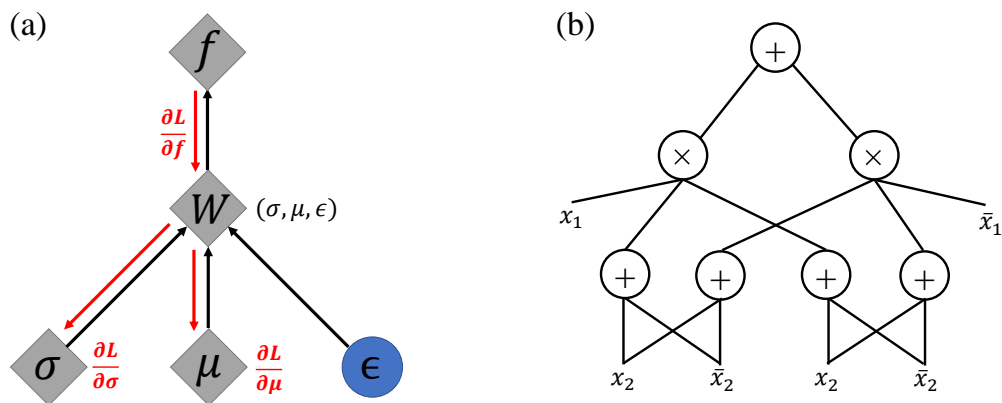 (a)
f
∂L
∂f
W
(σ, μ, ϵ)
σ
∂L
∂σ
μ
∂L
∂μ
ϵ
(b)
+
× ×
x₁ x̄₁
+ + + +
x₂ x̄₂ x₂ x̄₂